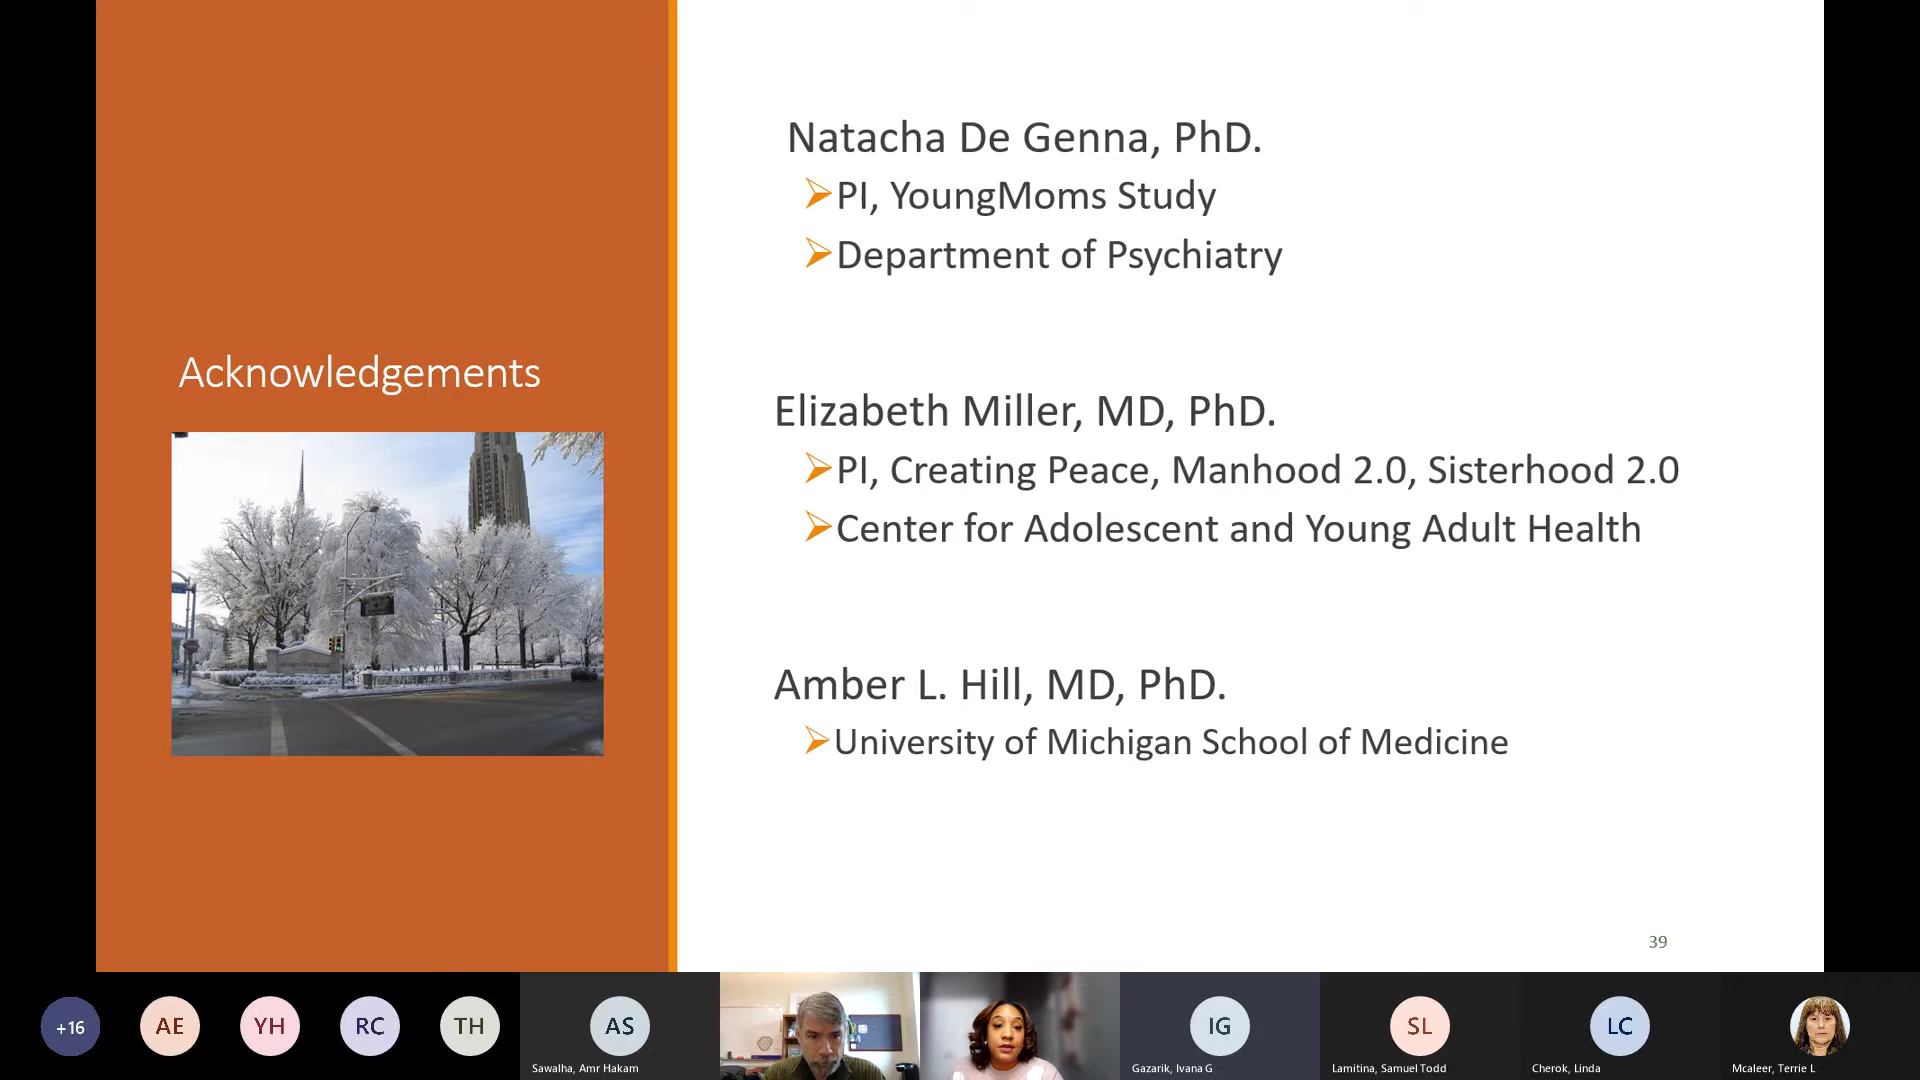 Acknowledgements
Natacha De Genna, PhD.
PI, YoungMoms Study
Department of Psychiatry
Elizabeth Miller, MD, PhD.
PI, Creating Peace, Manhood 2.0, Sisterhood 2.0
Center for Adolescent and Young Adult Health
Amber L. Hill, MD, PhD.
University of Michigan School of Medicine
39
+16
AE
YH
RC
TH
AS
Sawalha, Amr Hakam
IG
Gazarik, Ivana G
SL
Lamitina, Samuel Todd
LC
Cherok, Linda
Mcaleer, Terrie L